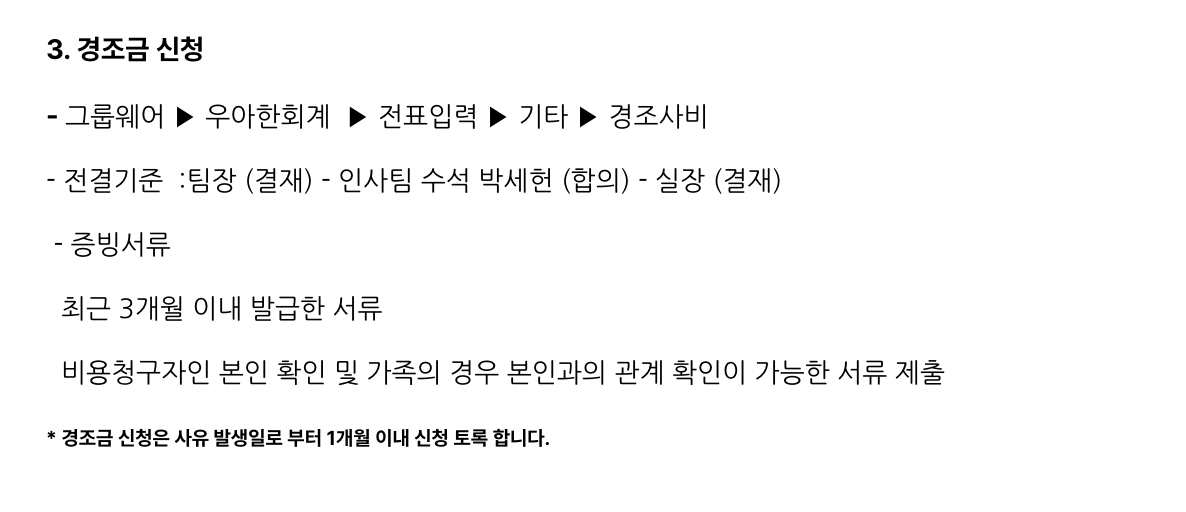 3. 경조금 신청
- 그룹웨어 ▶ 우아한회계 ▶ 전표입력 ▶ 기타 ▶ 경조사비
- 전결기준 :팀장 (결재) - 인사팀 수석 박세헌 (합의) - 실장 (결재)
- 증빙서류
최근 3개월 이내 발급한 서류
비용청구자인 본인 확인 및 가족의 경우 본인과의 관계 확인이 가능한 서류 제출
* 경조금 신청은 사유 발생일로 부터 1개월 이내 신청 토록 합니다.